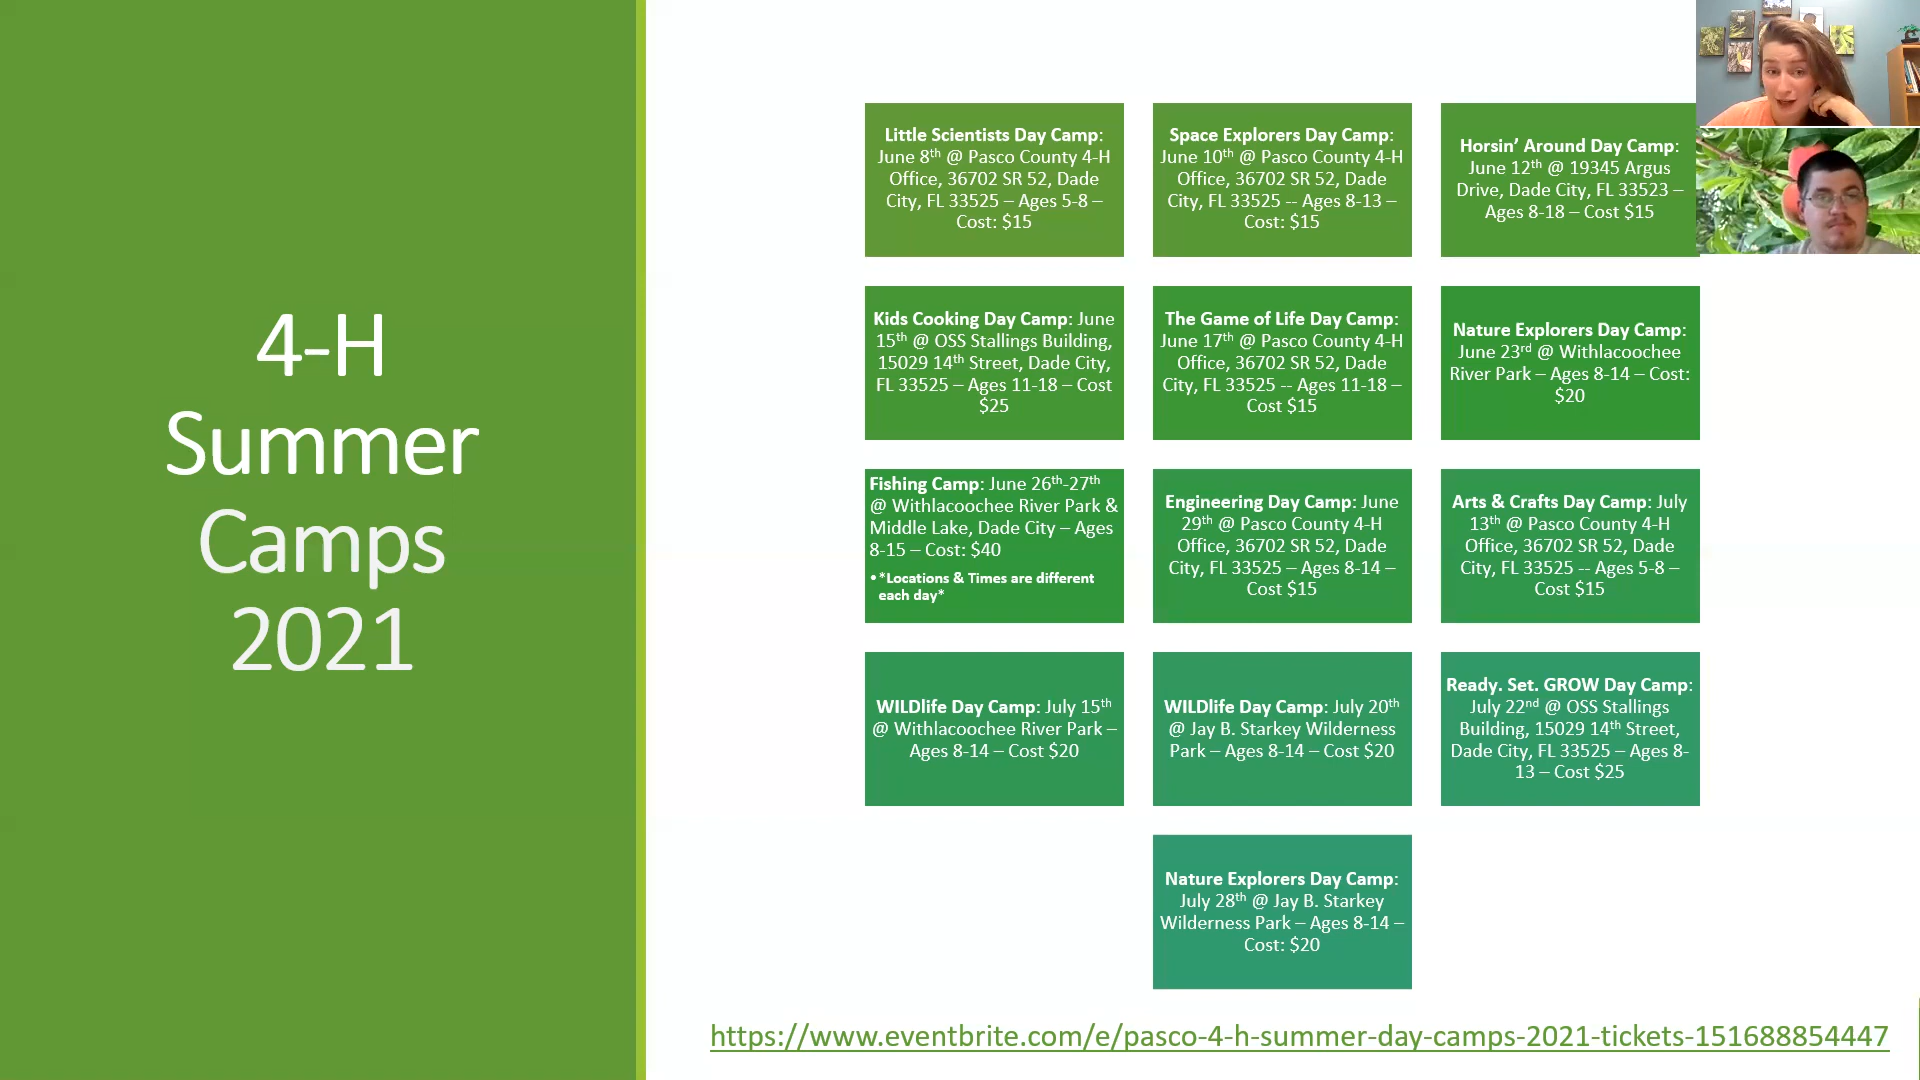 4-H
Summer
Camps
2021
Little Scientists Day Camp:
June 8th @ Pasco County 4-H
Office, 36702 SR 52, Dade
City, FL 33525 – Ages 5-8 –
Cost: $15
Space Explorers Day Camp:
June 10th @ Pasco County 4-H
Office, 36702 SR 52, Dade
City, FL 33525 -- Ages 8-13 –
Cost: $15
Horsin’ Around Day Camp:
June 12th @ 19345 Argus
Drive, Dade City, FL 33523 –
Ages 8-18 – Cost $15
Kids Cooking Day Camp: June
15th @ OSS Stallings Building,
15029 14th Street, Dade City,
FL 33525 – Ages 11-18 – Cost
$25
The Game of Life Day Camp:
June 17th @ Pasco County 4-H
Office, 36702 SR 52, Dade
City, FL 33525 -- Ages 11-18 –
Cost $15
Nature Explorers Day Camp:
June 23rd @ Withlacoochee
River Park – Ages 8-14 – Cost:
$20
Fishing Camp: June 26th-27th
@ Withlacoochee River Park &
Middle Lake, Dade City – Ages
8-15 – Cost: $40
• *Locations & Times are different
each day*
Engineering Day Camp: June
29th @ Pasco County 4-H
Office, 36702 SR 52, Dade
City, FL 33525 – Ages 8-14 –
Cost $15
Arts & Crafts Day Camp: July
13th @ Pasco County 4-H
Office, 36702 SR 52, Dade
City, FL 33525 -- Ages 5-8 –
Cost $15
WILDlife Day Camp: July 15th
@ Withlacoochee River Park –
Ages 8-14 – Cost $20
WILDlife Day Camp: July 20th
@ Jay B. Starkey Wilderness
Park – Ages 8-14 – Cost $20
Ready. Set. GROW Day Camp:
July 22nd @ OSS Stallings
Building, 15029 14th Street,
Dade City, FL 33525 – Ages 8-
13 – Cost $25
Nature Explorers Day Camp:
July 28th @ Jay B. Starkey
Wilderness Park – Ages 8-14 –
Cost: $20
https://www.eventbrite.com/e/pasco-4-h-summer-day-camps-2021-tickets-151688854447